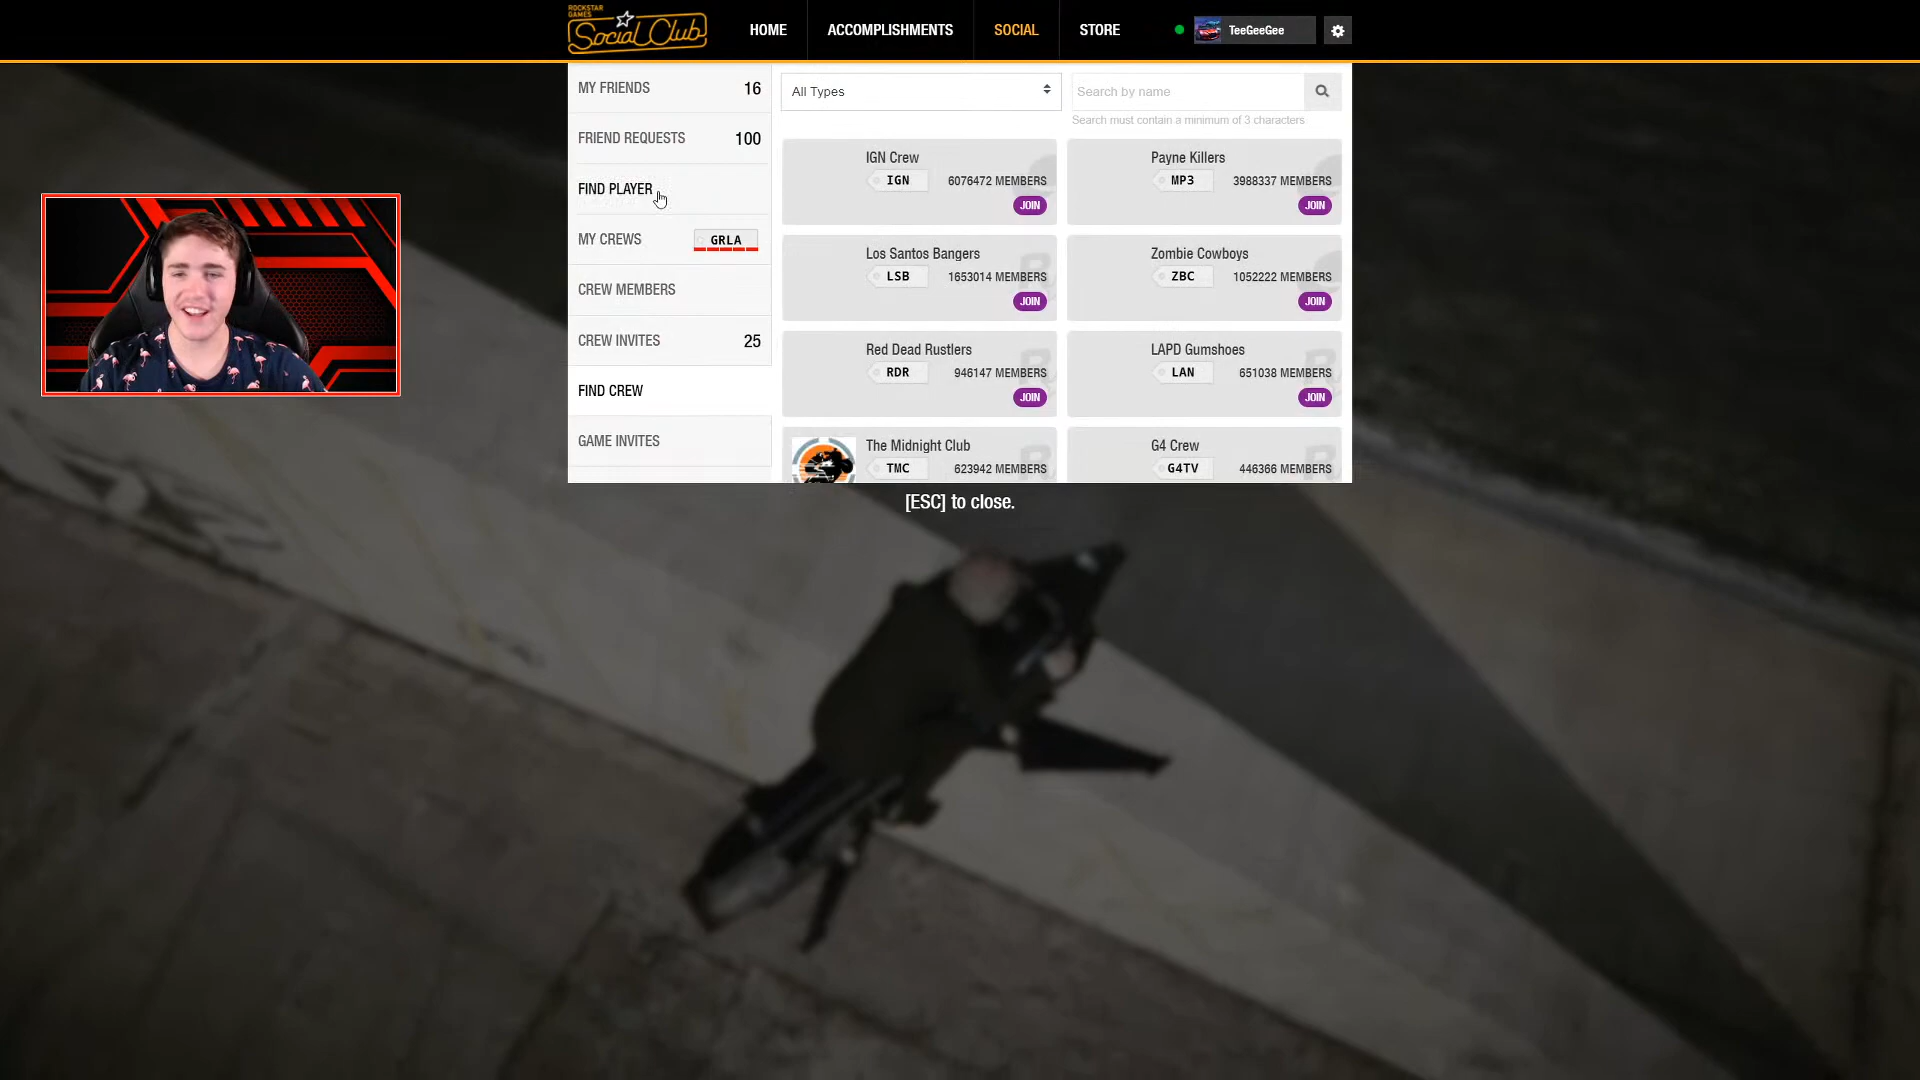 ROCKSTAR
GAMES
Social Club
HOME
ACCOMPLISHMENTS
SOCIAL
STORE
TeeGeeGee
MY FRIENDS 16
FRIEND REQUESTS 100
FIND PLAYER
MY CREWS GRLA
CREW MEMBERS
CREW INVITES 25
FIND CREW
GAME INVITES
All Types
Search by name
Search must contain a minimum of 3 characters
IGN Crew
IGN 6076472 MEMBERS
JOIN
Payne Killers
MP3 3988337 MEMBERS
JOIN
Los Santos Bangers
LSB 1653014 MEMBERS
JOIN
Zombie Cowboys
ZBC 1052222 MEMBERS
JOIN
Red Dead Rustlers
RDR 946147 MEMBERS
JOIN
LAPD Gumshoes
LAN 651038 MEMBERS
JOIN
The Midnight Club
TMC 623942 MEMBERS
G4 Crew
G4TV 446366 MEMBERS
[ESC] to close.